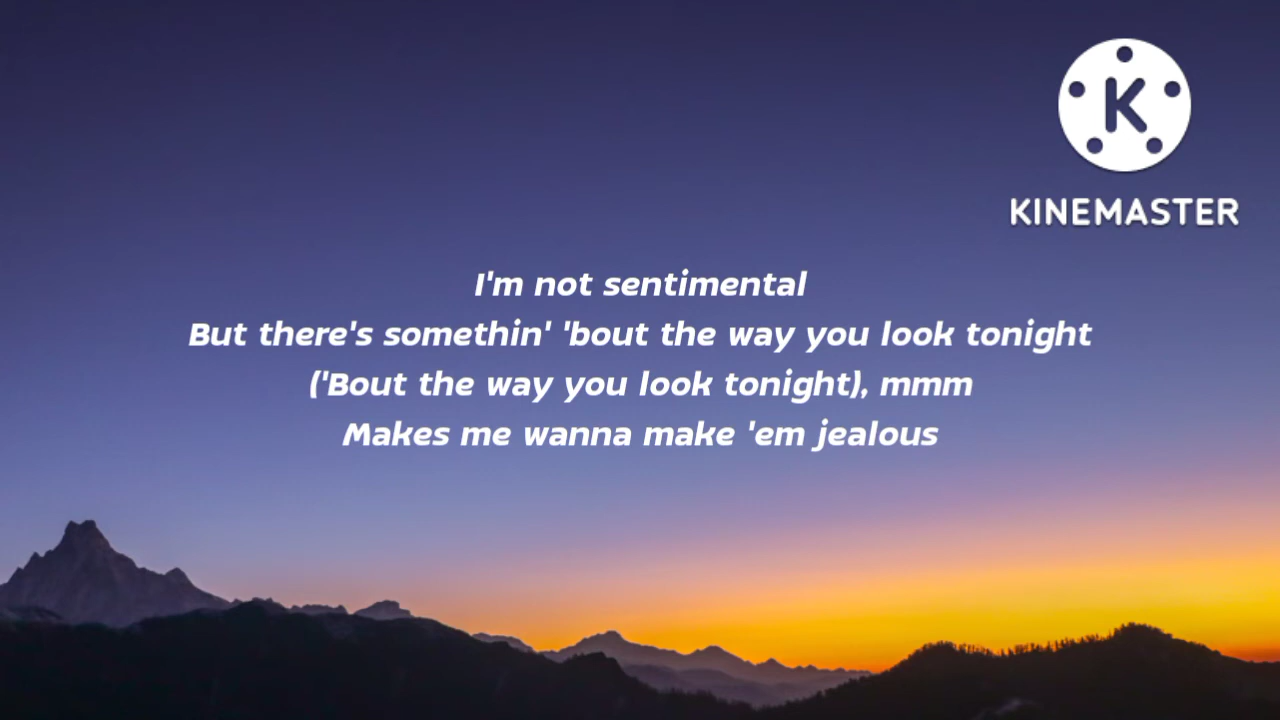 K
KINEMASTER
I'm not sentimental
But there's somethin' 'bout the way you look tonight
('Bout the way you look tonight), mmm
Makes me wanna make 'em jealous